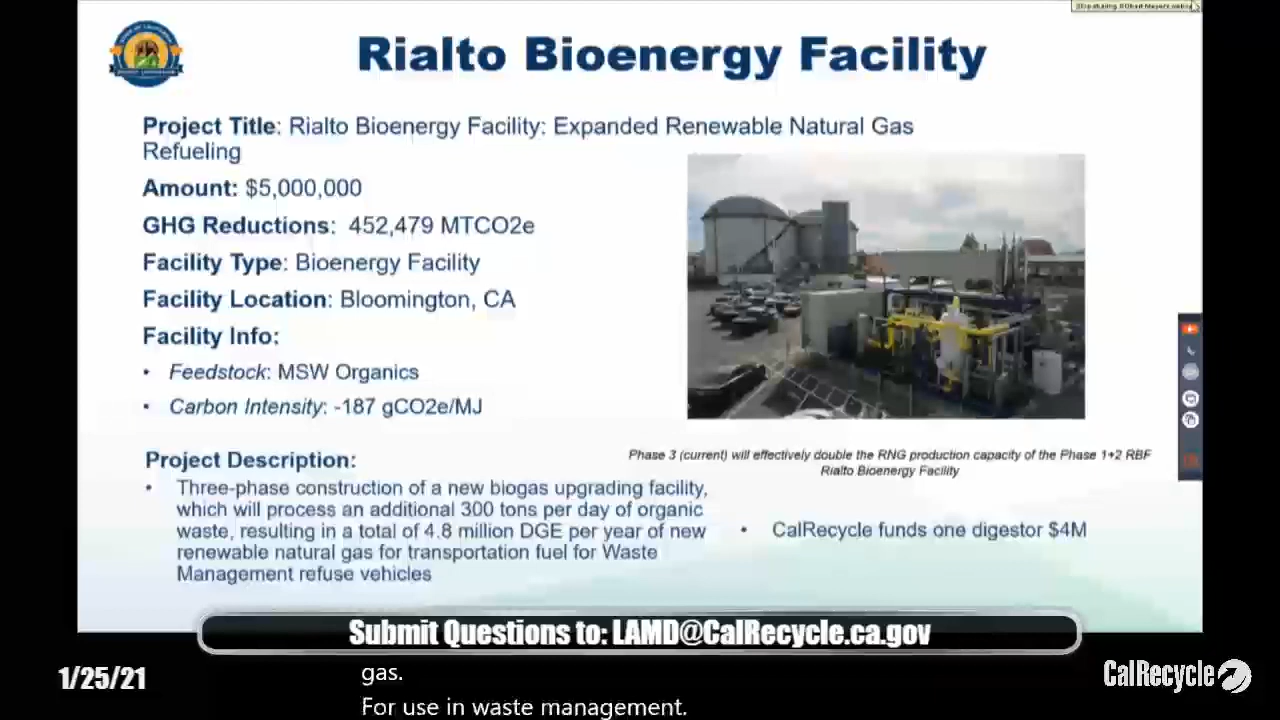 Rialto Bioenergy Facility
Project Title: Rialto Bioenergy Facility: Expanded Renewable Natural Gas
Refueling
Amount: $5,000,000
GHG Reductions: 452,479 MTCO2e
Facility Type: Bioenergy Facility
Facility Location: Bloomington, CA
Facility Info:
• Feedstock: MSW Organics
• Carbon Intensity: -187 gCO2e/MJ
Phase 3 (current) will effectively double the RNG production capacity of the Phase 1+2 RBF
Rialto Bioenergy Facility
Project Description:
• Three-phase construction of a new biogas upgrading facility,
which will process an additional 300 tons per day of organic
waste, resulting in a total of 4.8 million DGE per year of new
renewable natural gas for transportation fuel for Waste
Management refuse vehicles
• CalRecycle funds one digestor $4M
Submit Questions to: LAMD@CalRecycle.ca.gov
1/25/21
gas.
For use in waste management.
CalRecycle